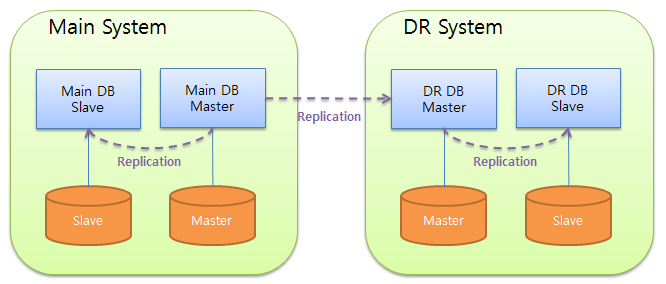 Main System
DR System
Main DB
Slave
Main DB
Master
DR DB
Master
DR DB
Slave
Replication
Replication
Replication
Slave
Master
Master
Slave